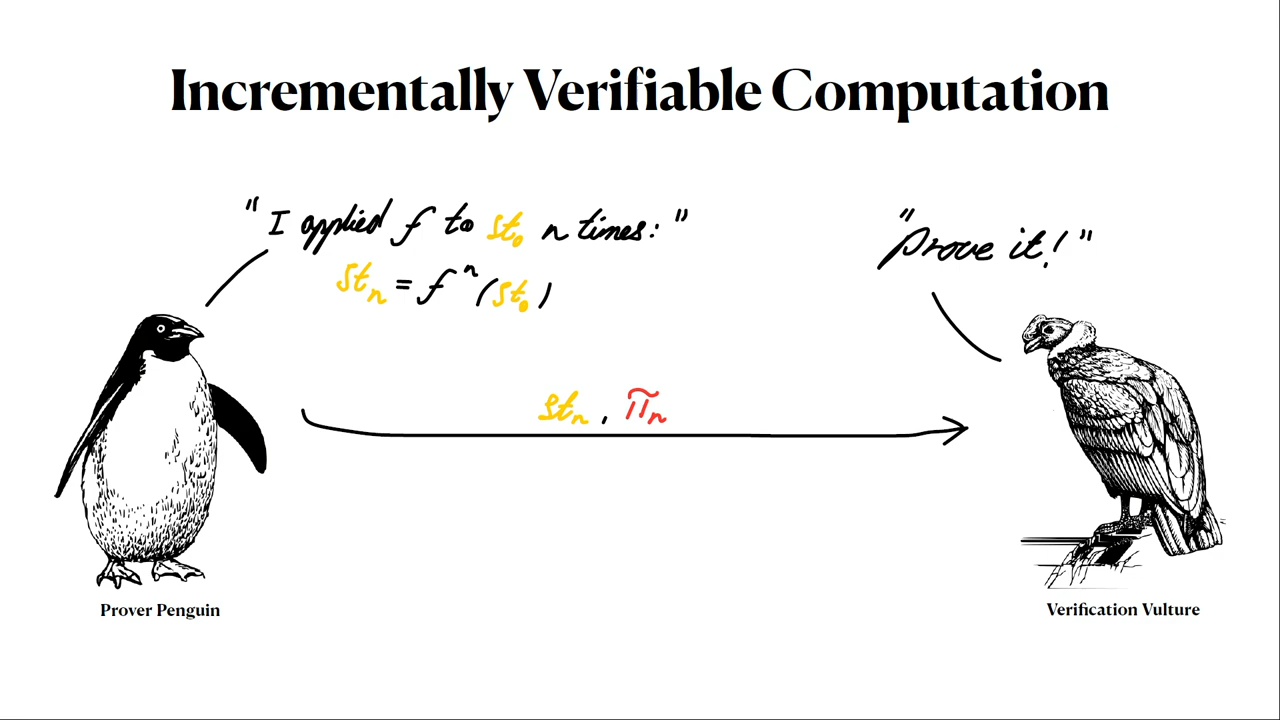 Incrementally Verifiable Computation
"I applied f to st₀ n times:"
stₙ = fⁿ(st₀)
"Prove it!"
stₙ, πₙ
Prover Penguin
Verification Vulture